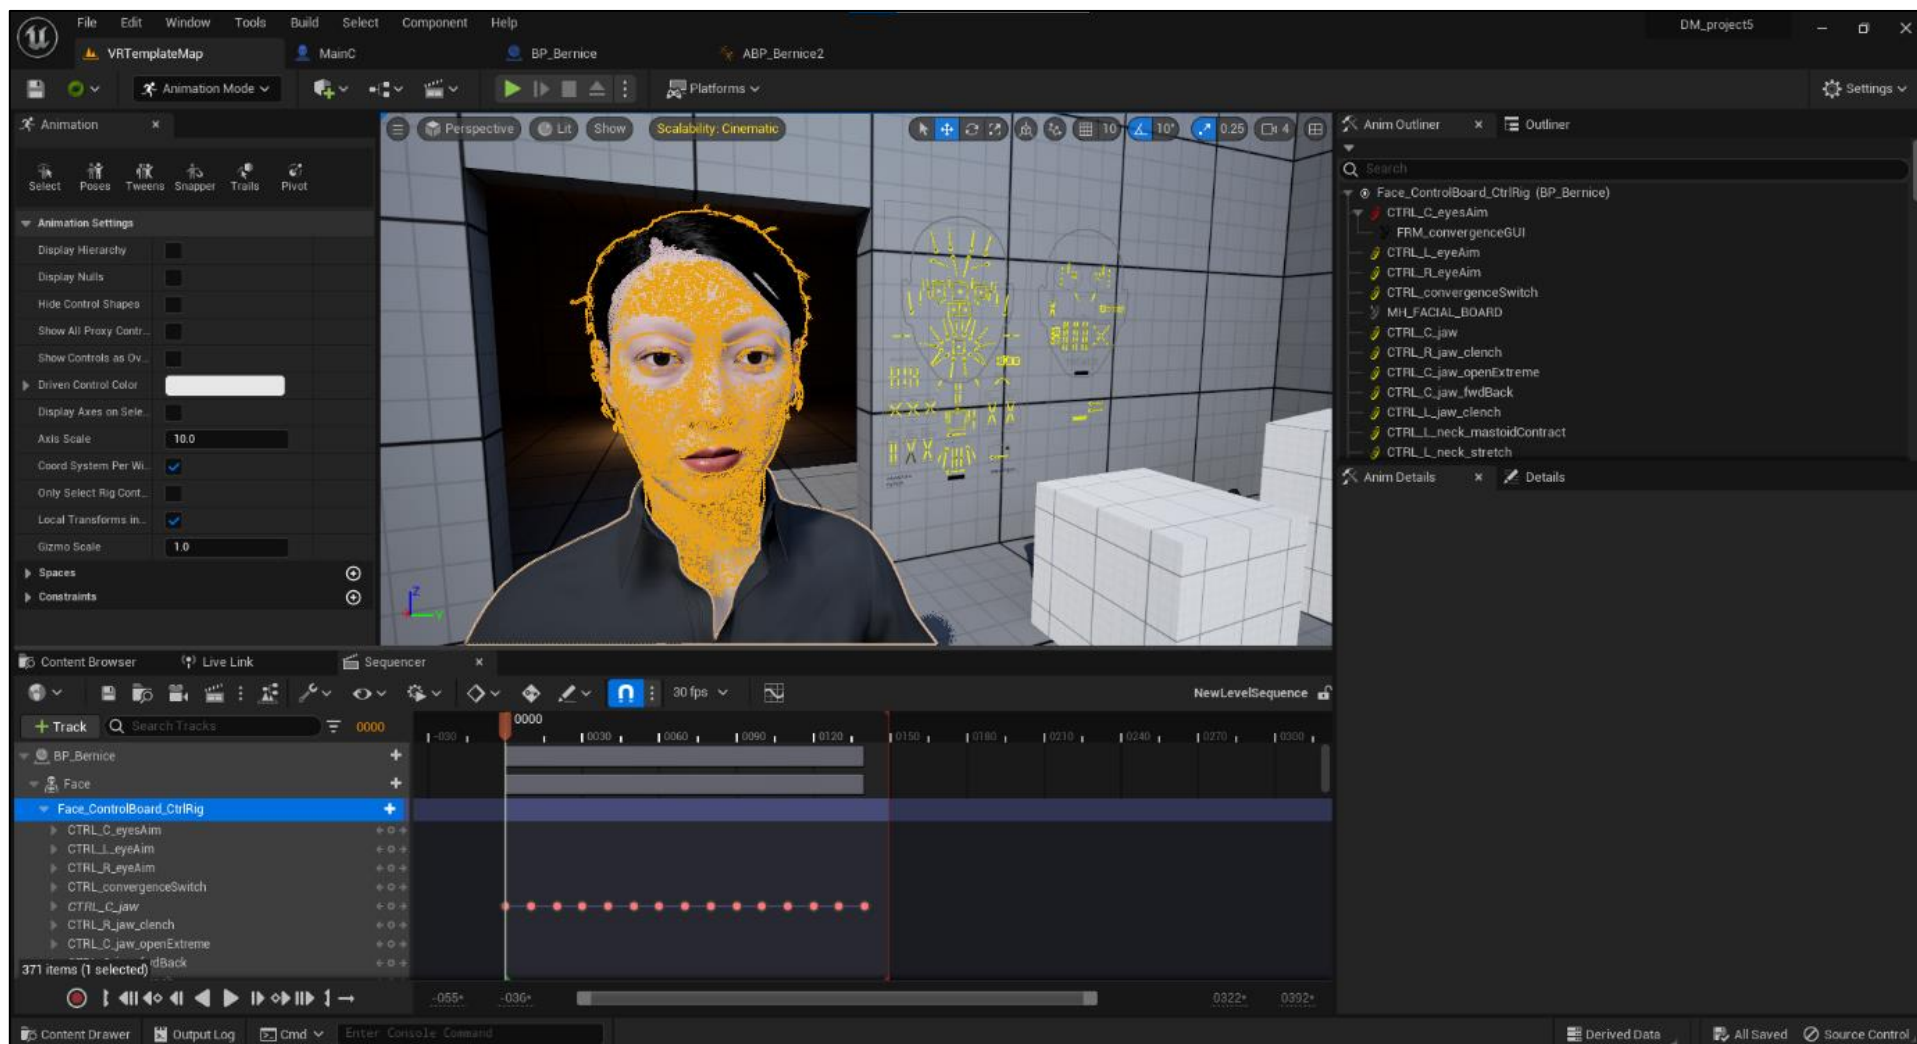 File Edit Window Tools Build Select Component Help DM_project5
VRTemplateMap MainC BP_Bernice ABP_Bernice2
Animation Mode Platforms Settings
Animation
Perspective Lit Show Scalability: Cinematic 10 10° 0.25 4
Anim Outliner Outliner
Search
Select Poses Tweens Snapper Trails Pivot
Animation Settings
Display Hierarchy
Display Nulls
Hide Control Shapes
Show All Proxy Contr...
Show Controls as Ov...
Driven Control Color
Display Axes on Sele...
Axis Scale 10.0
Coord System Per Wi...
Only Select Rig Cont...
Local Transforms in...
Gizmo Scale 1.0
Spaces
Constraints
Z
Y
Face_ControlBoard_CtrlRig (BP_Bernice)
CTRL_C_eyesAim
FRM_convergenceGUI
CTRL_L_eyeAim
CTRL_R_eyeAim
CTRL_convergenceSwitch
MH_FACIAL_BOARD
CTRL_C_jaw
CTRL_R_jaw_clench
CTRL_C_jaw_openExtreme
CTRL_C_jaw_fwdBack
CTRL_L_jaw_clench
CTRL_L_neck_mastoidContract
CTRL_L_neck_stretch
Anim Details Details
Content Browser Live Link Sequencer
30 fps NewLevelSequence
Track Search Tracks 0000
0000
-030 0030 0060 0090 0120 0150 0180 0210 0240 0270 0300
BP_Bernice
Face
Face_ControlBoard_CtrlRig
CTRL_C_eyesAim
CTRL_L_eyeAim
CTRL_R_eyeAim
CTRL_convergenceSwitch
CTRL_C_jaw
CTRL_R_jaw_clench
CTRL_C_jaw_openExtreme
371 items (1 selected)
-055+ -036+ 0322+ 0392+
Content Drawer Output Log Cmd Enter Console Command Derived Data All Saved Source Control